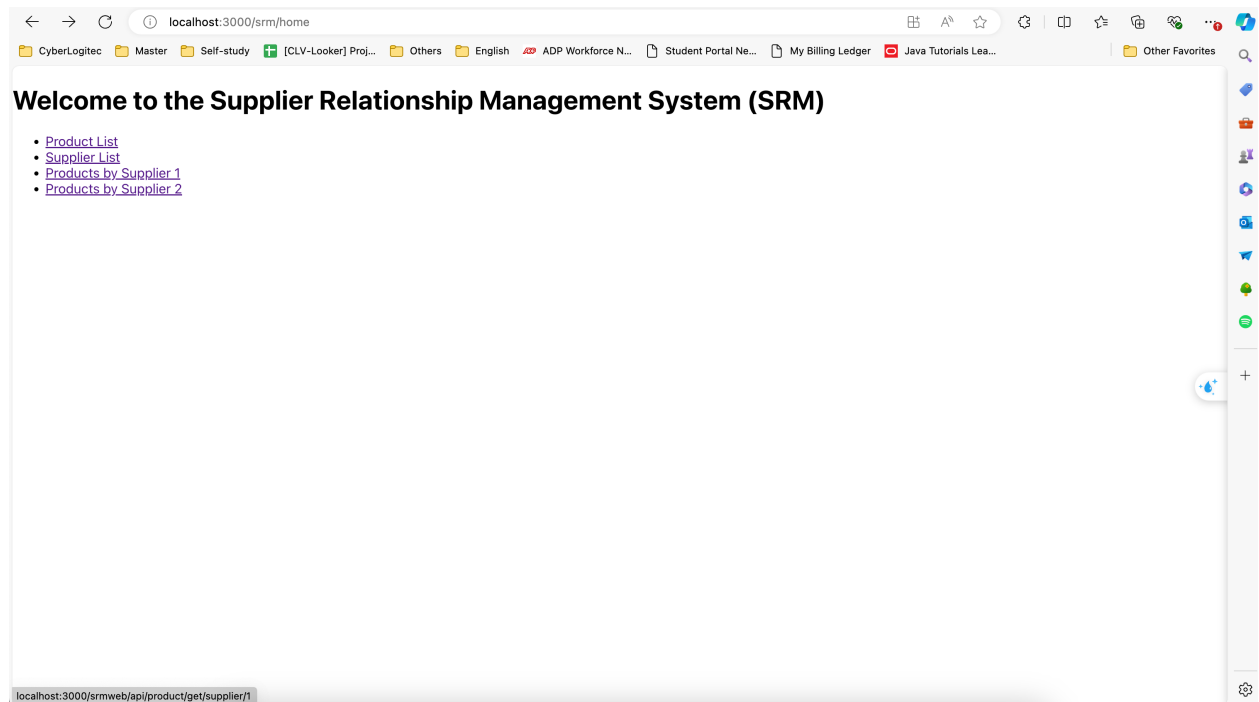 localhost:3000/srm/home
CyberLogitec Master Self-study [CLV-Looker] Proj... Others English ADP Workforce N... Student Portal Ne... My Billing Ledger Java Tutorials Lea... Other Favorites
Welcome to the Supplier Relationship Management System (SRM)
Product List
Supplier List
Products by Supplier 1
Products by Supplier 2
localhost:3000/srmweb/api/product/get/supplier/1